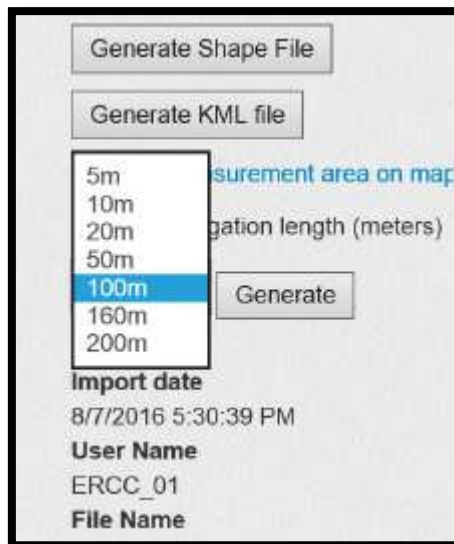 Generate Shape File
Generate KML file
surement area on map
gation length (meters)
5m
10m
20m
50m
100m
160m
200m
Generate
Import date
8/7/2016 5:30:39 PM
User Name
ERCC_01
File Name